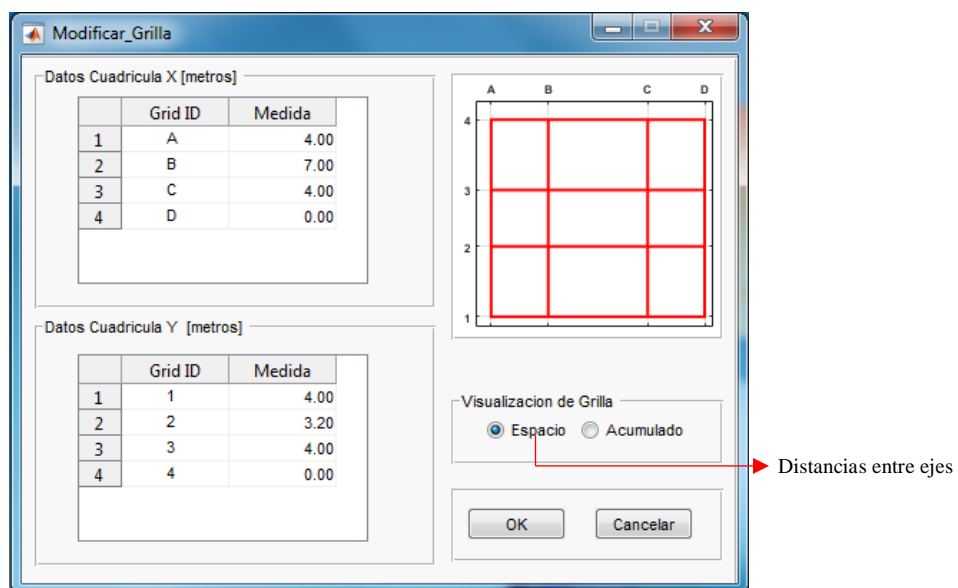 Modificar_Grilla
Datos Cuadricula X [metros]
Grid ID Medida
1 A 4.00
2 B 7.00
3 C 4.00
4 D 0.00
A B C D
4
3
2
1
Datos Cuadricula Y [metros]
Grid ID Medida
1 1 4.00
2 2 3.20
3 3 4.00
4 4 0.00
Visualizacion de Grilla
Espacio Acumulado
Distancias entre ejes
OK Cancelar